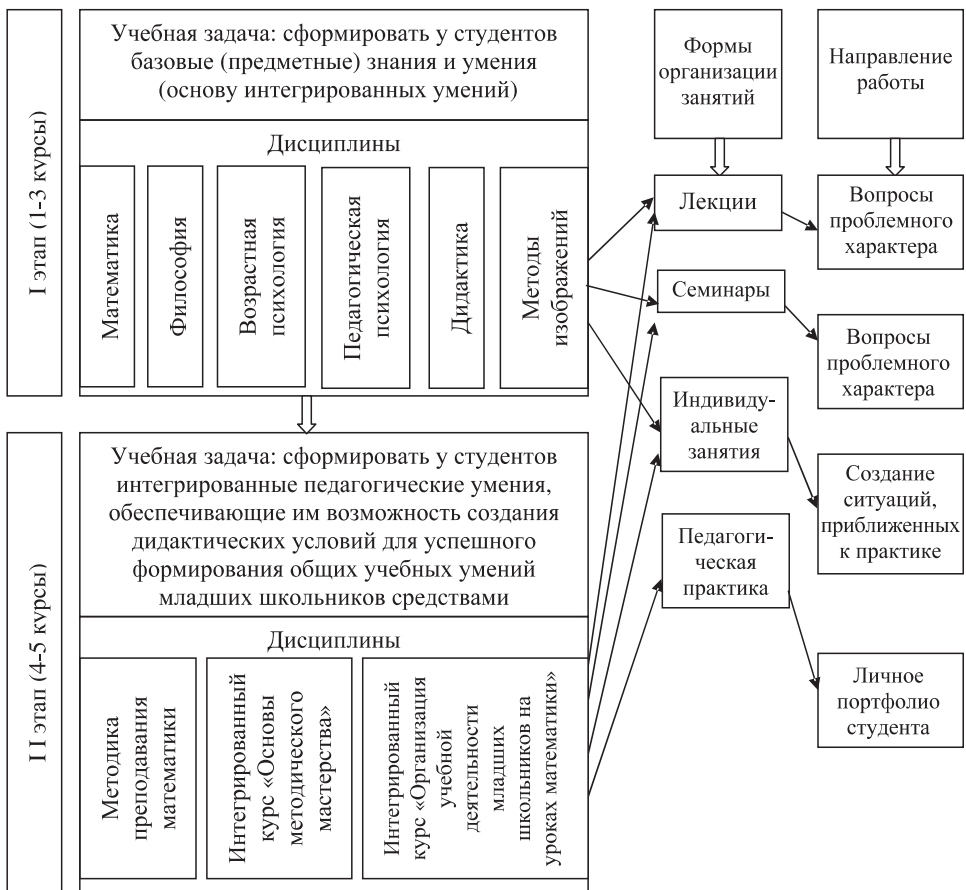 I этап (1-3 курсы)
Учебная задача: сформировать у студентов
базовые (предметные) знания и умения
(основу интегрированных умений)
Дисциплины
Математика
Философия
Возрастная
психология
Педагогическая
психология
Дидактика
Методы
изображений
I I этап (4-5 курсы)
Учебная задача: сформировать у студентов
интегрированные педагогические умения,
обеспечивающие им возможность создания
дидактических условий для успешного
формирования общих учебных умений
младших школьников средствами
Дисциплины
Методика
преподавания
математики
Интегрированный
курс «Основы
методического
мастерства»
Интегрированный
курс «Организация
учебной
деятельности
младших
школьников на
уроках математики»
Формы
организации
занятий
Лекции
Семинары
Индивиду-
альные
занятия
Педагоги-
ческая
практика
Направление
работы
Вопросы
проблемного
характера
Вопросы
проблемного
характера
Создание
ситуаций,
приближенных
к практике
Личное
портфолио
студента